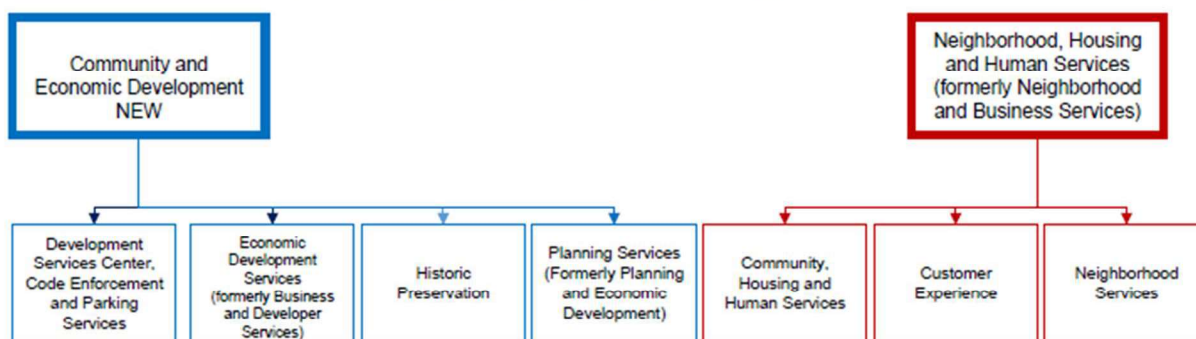 Community and
Economic Development
NEW
Neighborhood, Housing
and Human Services
(formerly Neighborhood
and Business Services)
Development
Services Center,
Code Enforcement
and Parking
Services
Economic
Development
Services
(formerly Business
and Developer
Services)
Historic
Preservation
Planning Services
(Formerly Planning
and Economic
Development)
Community,
Housing and
Human Services
Customer
Experience
Neighborhood
Services